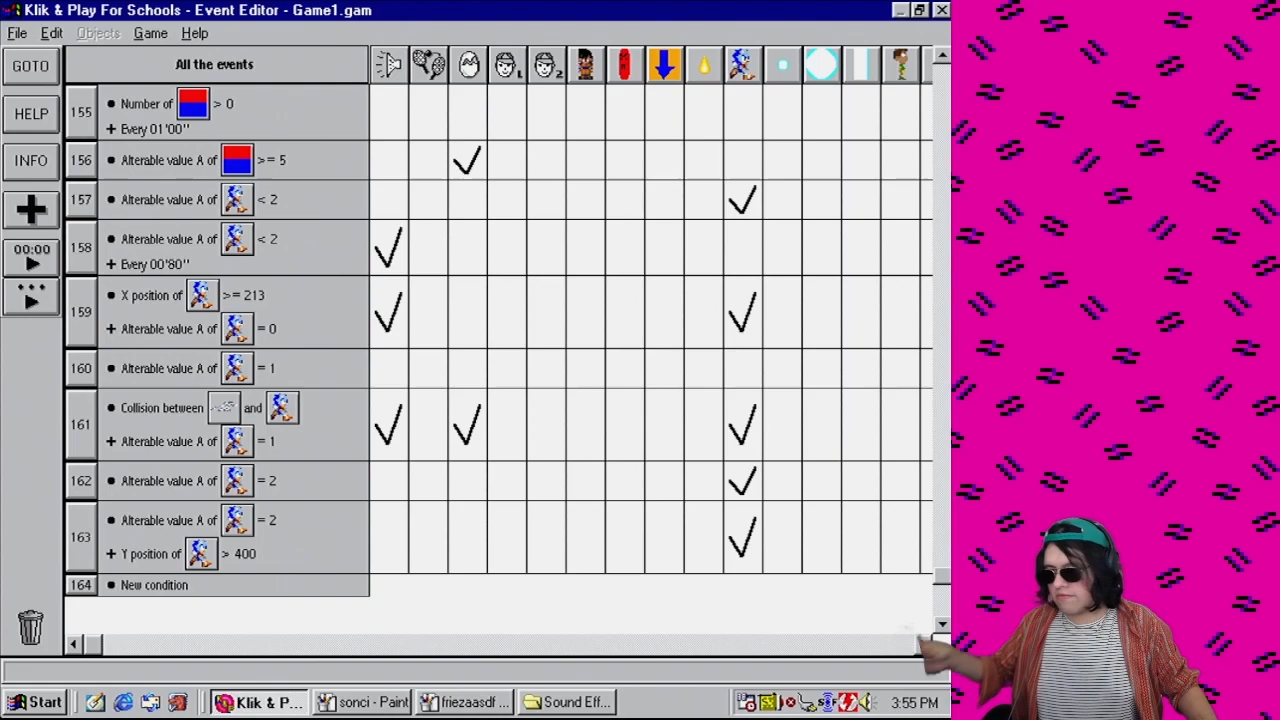 Klik & Play For Schools - Event Editor - Game1.gam
File Edit Objects Game Help
GOTO
HELP
INFO
00:00
All the events
1
2
155
• Number of > 0
+ Every 01'00''
156
• Alterable value A of >= 5
157
• Alterable value A of < 2
158
• Alterable value A of < 2
+ Every 00'80''
159
• X position of >= 213
+ Alterable value A of = 0
160
• Alterable value A of = 1
161
• Collision between and
+ Alterable value A of = 1
162
• Alterable value A of = 2
163
• Alterable value A of = 2
+ Y position of > 400
164
• New condition
Start Klik & P... sonci - Paint friezasdf ... Sound Eff... 3:55 PM